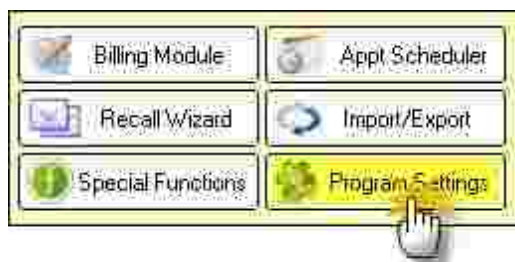 Billing Module
Appt Scheduler
Recall Wizard
Import/Export
Special Functions
Program Settings